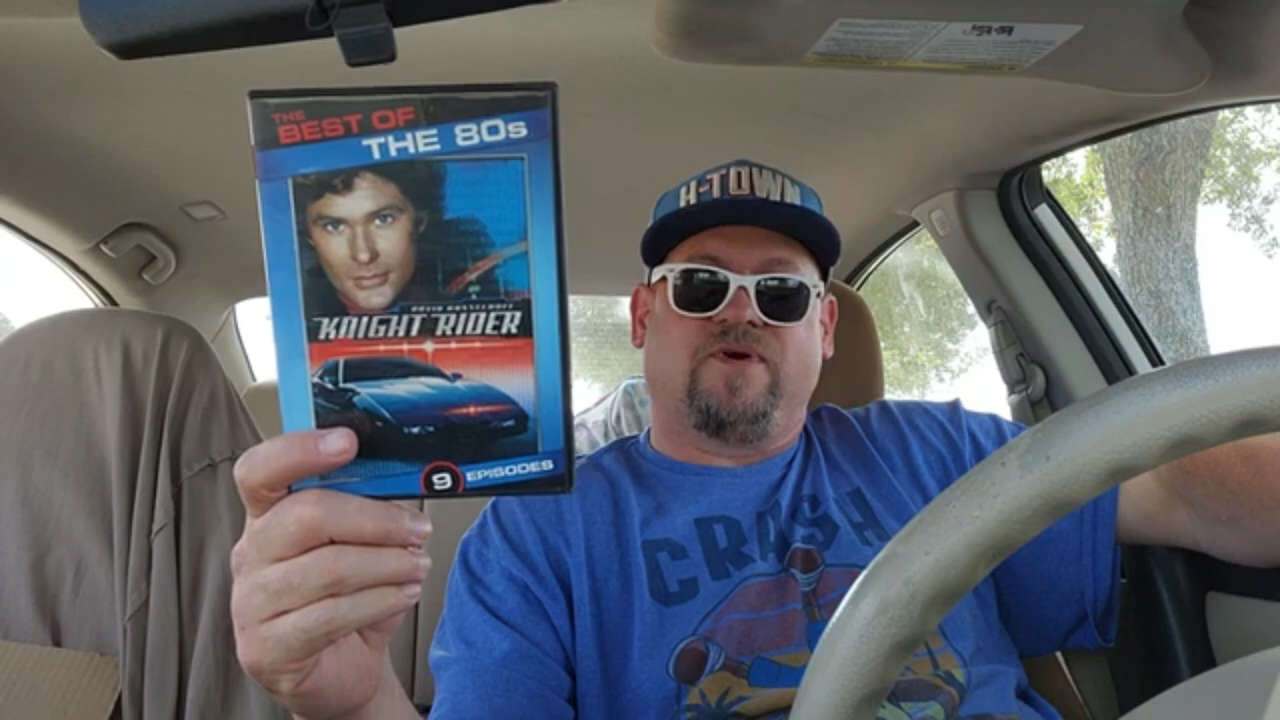 THE
BEST OF
THE 80s
DAVID HASSELHOFF
KNIGHT RIDER
9 EPISODES
H-TOWN
CRASH